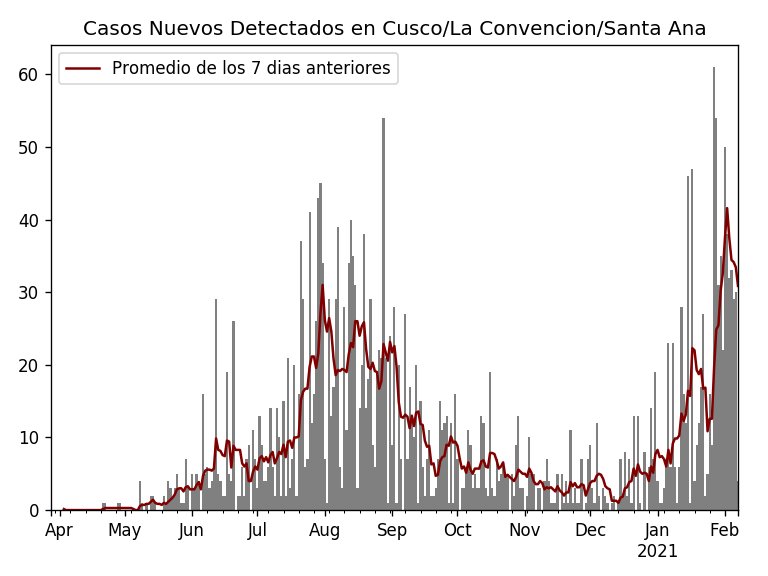 Casos Nuevos Detectados en Cusco/La Convencion/Santa Ana
Promedio de los 7 dias anteriores
60
50
40
30
20
10
0
Apr May Jun Jul Aug Sep Oct Nov Dec Jan Feb
2021